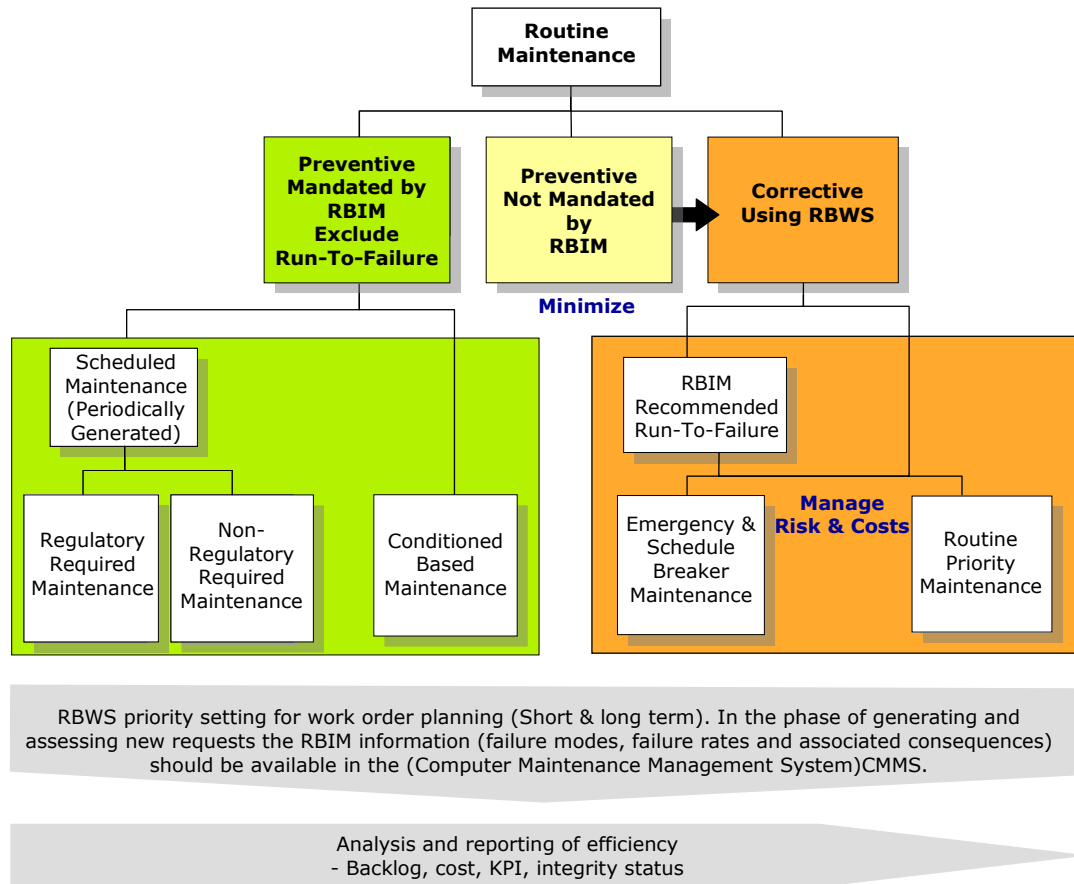 Routine
Maintenance
Preventive
Mandated by
RBIM
Exclude
Run-To-Failure
Preventive
Not Mandated
by
RBIM
Corrective
Using RBWS
Minimize
Scheduled
Maintenance
(Periodically
Generated)
RBIM
Recommended
Run-To-Failure
Regulatory
Required
Maintenance
Non-
Regulatory
Required
Maintenance
Conditioned
Based
Maintenance
Emergency &
Schedule
Breaker
Maintenance
Manage
Risk & Costs
Routine
Priority
Maintenance
RBWS priority setting for work order planning (Short & long term). In the phase of generating and
assessing new requests the RBIM information (failure modes, failure rates and associated consequences)
should be available in the (Computer Maintenance Management System)CMMS.
Analysis and reporting of efficiency
- Backlog, cost, KPI, integrity status